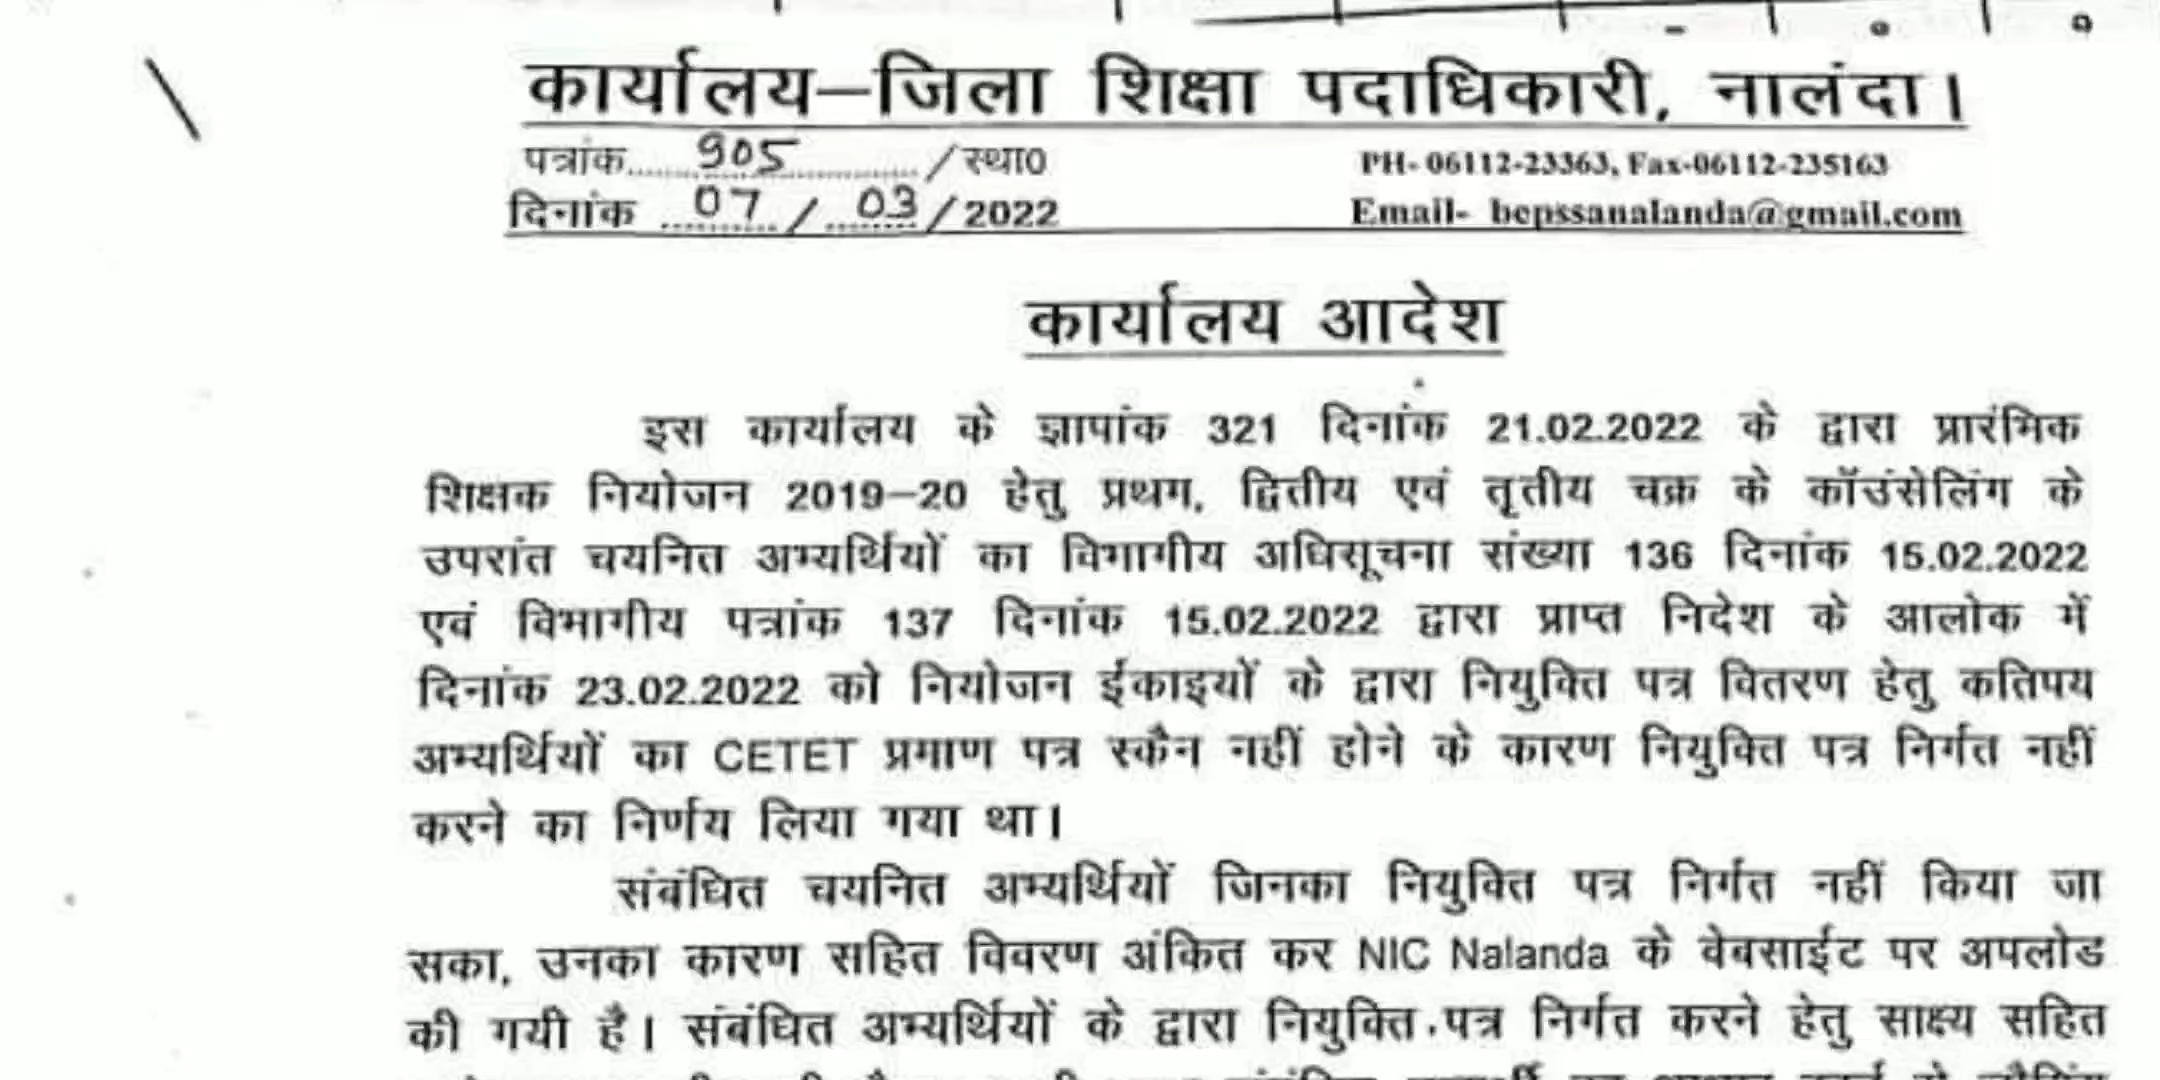 कार्यालय–जिला शिक्षा पदाधिकारी, नालंदा।
पत्रांक.....905............/स्था0
PH- 06112-23363, Fax-06112-235163
दिनांक ....07..../....03..../2022
Email- bepssanalanda@gmail.com
कार्यालय आदेश
इस कार्यालय के ज्ञापांक 321 दिनांक 21.02.2022 के द्वारा प्रारंभिक
शिक्षक नियोजन 2019–20 हेतु प्रथम, द्वितीय एवं तृतीय चक्र के कॉउंसेलिंग के
उपरांत चयनित अभ्यर्थियों का विभागीय अधिसूचना संख्या 136 दिनांक 15.02.2022
एवं विभागीय पत्रांक 137 दिनांक 15.02.2022 द्वारा प्राप्त निदेश के आलोक में
दिनांक 23.02.2022 को नियोजन ईकाइयों के द्वारा नियुक्ति पत्र वितरण हेतु कतिपय
अभ्यर्थियों का CETET प्रमाण पत्र स्कैन नहीं होने के कारण नियुक्ति पत्र निर्गत नहीं
करने का निर्णय लिया गया था।
संबंधित चयनित अभ्यर्थियों जिनका नियुक्ति पत्र निर्गत नहीं किया जा
सका, उनका कारण सहित विवरण अंकित कर NIC Nalanda के वेबसाईट पर अपलोड
की गयी है। संबंधित अभ्यर्थियों के द्वारा नियुक्ति पत्र निर्गत करने हेतु साक्ष्य सहित